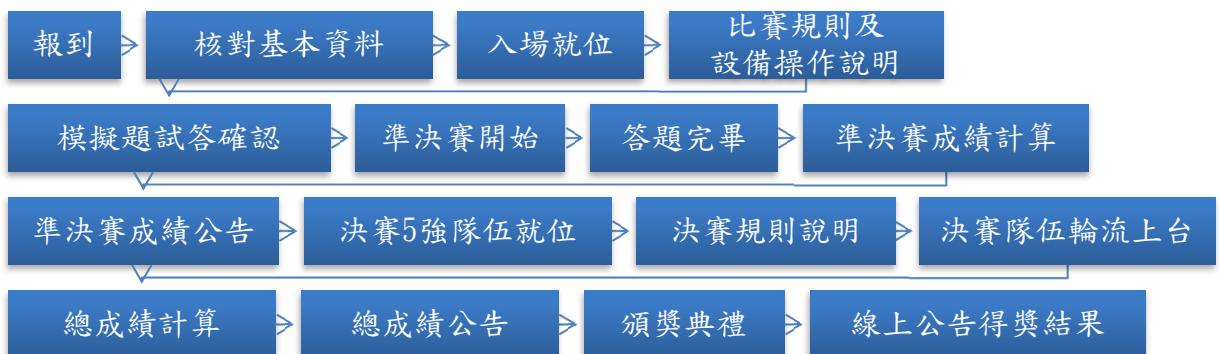 報到
核對基本資料
入場就位
比賽規則及
設備操作說明
模擬題試答確認
準決賽開始
答題完畢
準決賽成績計算
準決賽成績公告
決賽5強隊伍就位
決賽規則說明
決賽隊伍輪流上台
總成績計算
總成績公告
頒獎典禮
線上公告得獎結果